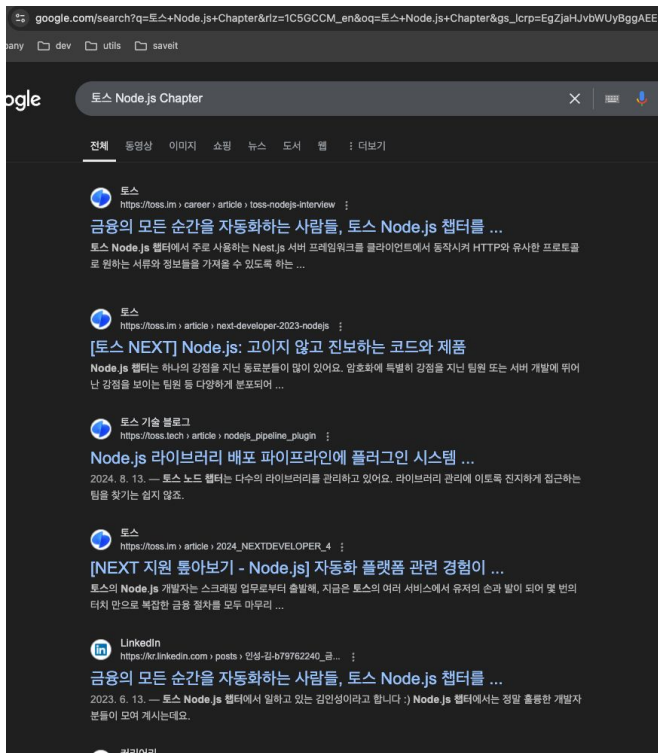 google.com/search?q=토스+Node.js+Chapter&rlz=1C5GCCM_en&oq=토스+Node.js+Chapter&gs_lcrp=EgZjaHJvbWUyBggAEE
pany dev utils saveit
ogle 토스 Node.js Chapter
전체 동영상 이미지 쇼핑 뉴스 도서 웹 ⋮ 더보기
토스
https://toss.im › career › article › toss-nodejs-interview ⋮
금융의 모든 순간을 자동화하는 사람들, 토스 Node.js 챕터를 ...
토스 Node.js 챕터에서 주로 사용하는 Nest.js 서버 프레임워크를 클라이언트에서 동작시켜 HTTP와 유사한 프로토콜
로 원하는 서류와 정보들을 가져올 수 있도록 하는 ...
토스
https://toss.im › article › next-developer-2023-nodejs ⋮
[토스 NEXT] Node.js: 고이지 않고 진보하는 코드와 제품
Node.js 챕터는 하나의 강점을 지닌 동료분들이 많이 있어요. 암호화에 특별히 강점을 지닌 팀원 또는 서버 개발에 뛰어
난 강점을 보이는 팀원 등 다양하게 분포되어 ...
토스 기술 블로그
https://toss.tech › article › nodejs_pipeline_plugin ⋮
Node.js 라이브러리 배포 파이프라인에 플러그인 시스템 ...
2024. 8. 13. — 토스 노드 챕터는 다수의 라이브러리를 관리하고 있어요. 라이브러리 관리에 이토록 진지하게 접근하는
팀을 찾기는 쉽지 않죠.
토스
https://toss.im › article › 2024_NEXTDEVELOPER_4 ⋮
[NEXT 지원 톺아보기 - Node.js] 자동화 플랫폼 관련 경험이 ...
토스의 Node.js 개발자는 스크래핑 업무로부터 출발해, 지금은 토스의 여러 서비스에서 유저의 손과 발이 되어 몇 번의
터치 만으로 복잡한 금융 절차를 모두 마무리 ...
LinkedIn
https://kr.linkedin.com › posts › 인성-김-b79762240_금... ⋮
금융의 모든 순간을 자동화하는 사람들, 토스 Node.js 챕터를 ...
2023. 6. 13. — 토스 Node.js 챕터에서 일하고 있는 김인성이라고 합니다 :) Node.js 챕터에서는 정말 훌륭한 개발자
분들이 모여 계시는데요.